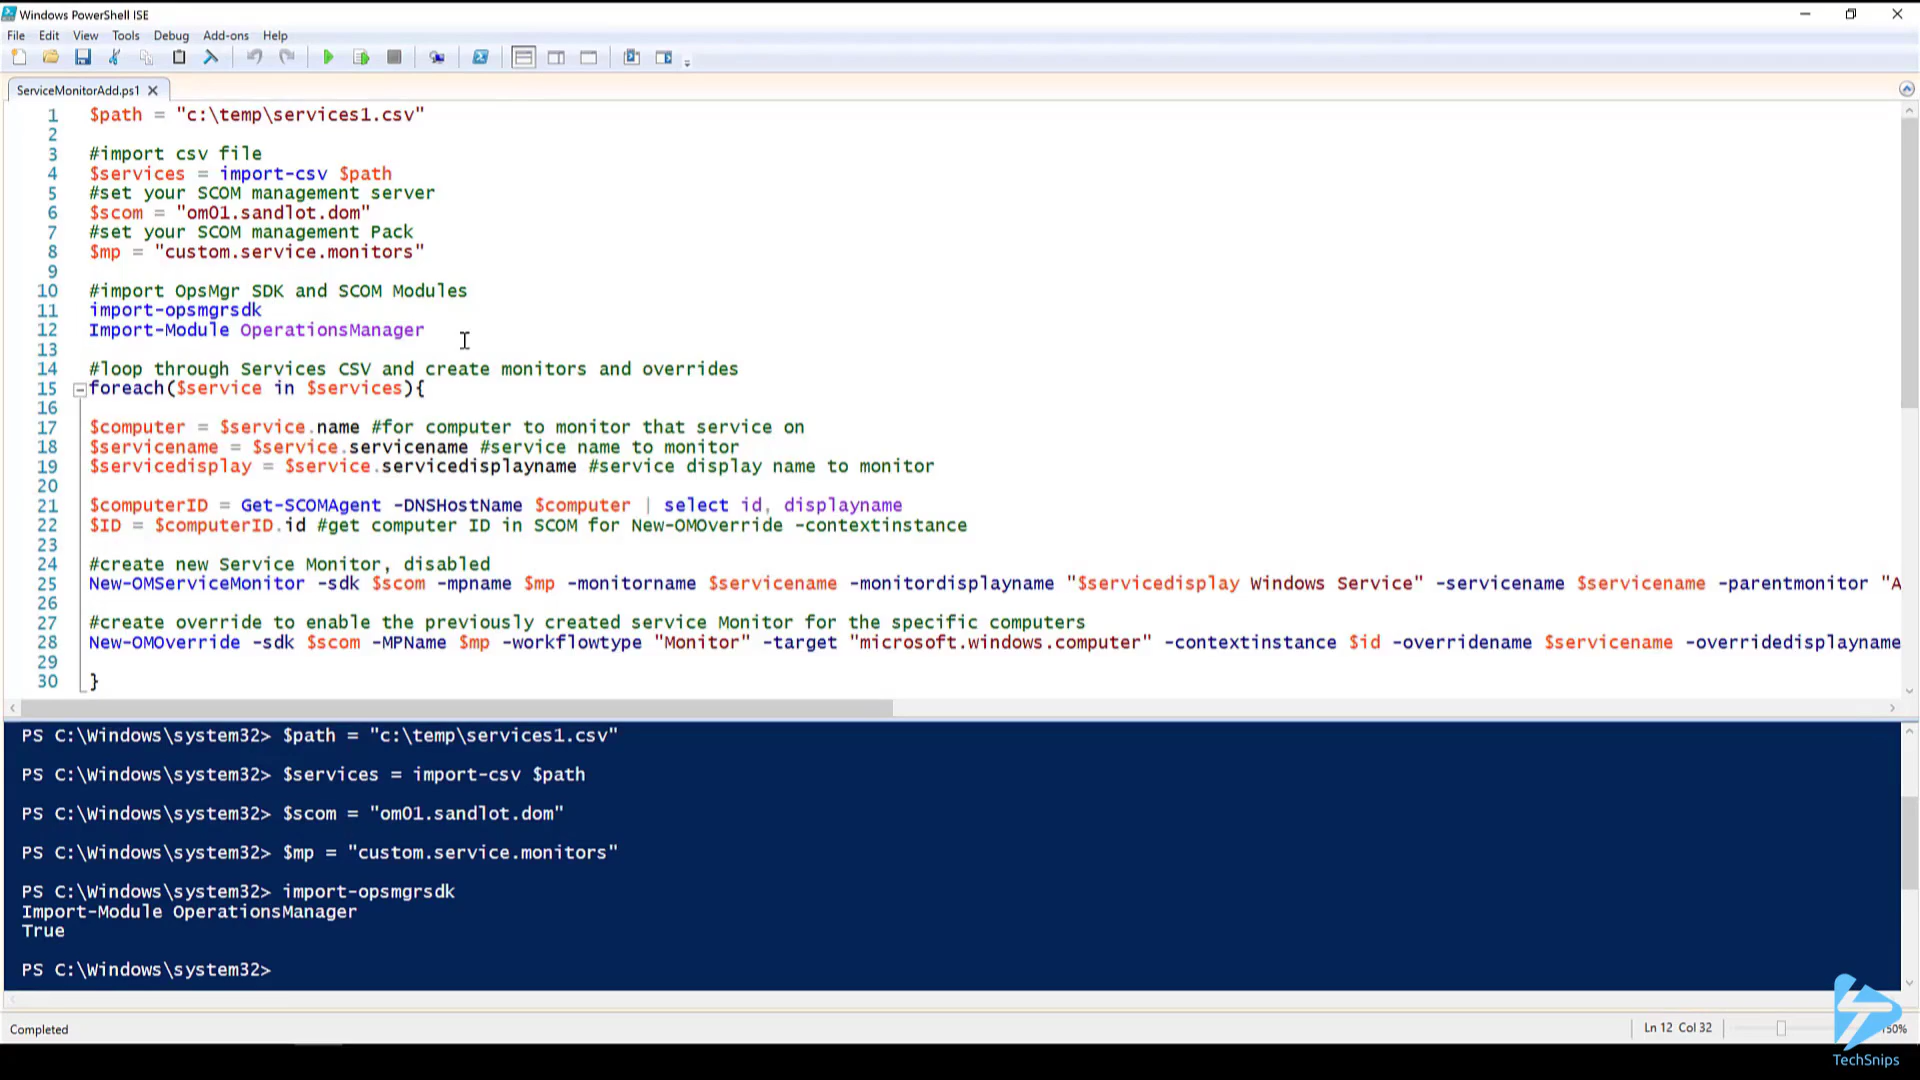 Windows PowerShell ISE
File Edit View Tools Debug Add-ons Help
ServiceMonitorAdd.ps1
1 $path = "c:\temp\services1.csv"
2
3 #import csv file
4 $services = import-csv $path
5 #set your SCOM management server
6 $scom = "om01.sandlot.dom"
7 #set your SCOM management Pack
8 $mp = "custom.service.monitors"
9
10 #import OpsMgr SDK and SCOM Modules
11 import-opsmgrsdk
12 Import-Module OperationsManager
13
14 #loop through Services CSV and create monitors and overrides
15 foreach($service in $services){
16
17 $computer = $service.name #for computer to monitor that service on
18 $servicename = $service.servicename #service name to monitor
19 $servicedisplay = $service.servicedisplayname #service display name to monitor
20
21 $computerID = Get-SCOMAgent -DNSHostName $computer | select id, displayname
22 $ID = $computerID.id #get computer ID in SCOM for New-OMOverride -contextinstance
23
24 #create new Service Monitor, disabled
25 New-OMServiceMonitor -sdk $scom -mpname $mp -monitorname $servicename -monitordisplayname "$servicedisplay Windows Service" -servicename $servicename -parentmonitor "A
26
27 #create override to enable the previously created service Monitor for the specific computers
28 New-OMOverride -sdk $scom -MPName $mp -workflowtype "Monitor" -target "microsoft.windows.computer" -contextinstance $id -overridename $servicename -overridedisplayname
29
30 }
PS C:\Windows\system32> $path = "c:\temp\services1.csv"
PS C:\Windows\system32> $services = import-csv $path
PS C:\Windows\system32> $scom = "om01.sandlot.dom"
PS C:\Windows\system32> $mp = "custom.service.monitors"
PS C:\Windows\system32> import-opsmgrsdk
Import-Module OperationsManager
True
PS C:\Windows\system32>
Completed
Ln 12 Col 32
TechSnips